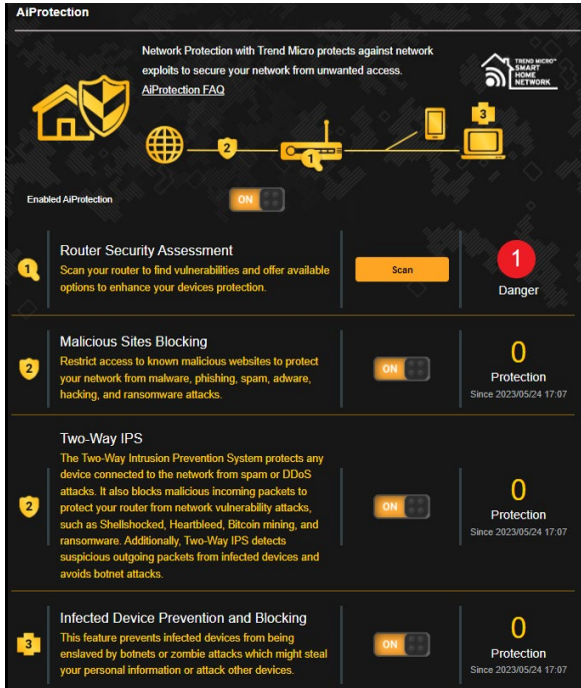 AiProtection
Network Protection with Trend Micro protects against network
exploits to secure your network from unwanted access.
AiProtection FAQ
TREND MICRO™
SMART
HOME
NETWORK
3
2
1
Enabled AiProtection
ON
1
Router Security Assessment
Scan your router to find vulnerabilities and offer available
options to enhance your devices protection.
Scan
1
Danger
2
Malicious Sites Blocking
Restrict access to known malicious websites to protect
your network from malware, phishing, spam, adware,
hacking, and ransomware attacks.
ON
0
Protection
Since 2023/05/24 17:07
2
Two-Way IPS
The Two-Way Intrusion Prevention System protects any
device connected to the network from spam or DDoS
attacks. It also blocks malicious incoming packets to
protect your router from network vulnerability attacks,
such as Shellshocked, Heartbleed, Bitcoin mining, and
ransomware. Additionally, Two-Way IPS detects
suspicious outgoing packets from infected devices and
avoids botnet attacks.
ON
0
Protection
Since 2023/05/24 17:07
3
Infected Device Prevention and Blocking
This feature prevents infected devices from being
enslaved by botnets or zombie attacks which might steal
your personal information or attack other devices.
ON
0
Protection
Since 2023/05/24 17:07